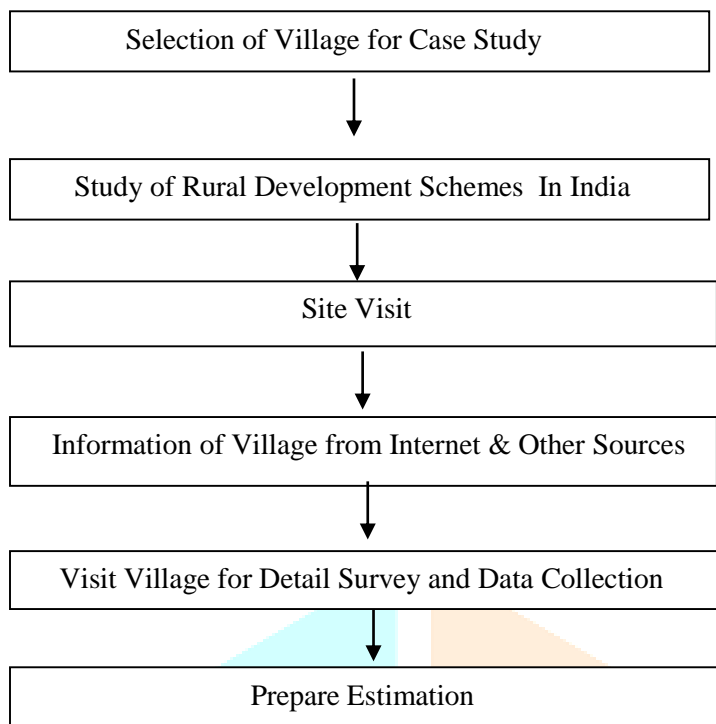 Selection of Village for Case Study
Study of Rural Development Schemes In India
Site Visit
Information of Village from Internet & Other Sources
Visit Village for Detail Survey and Data Collection
Prepare Estimation